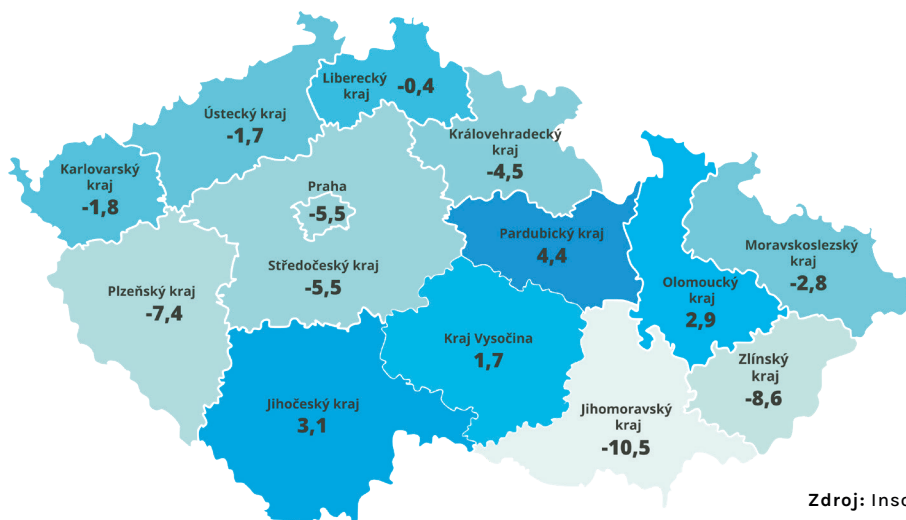 Liberecký
kraj
-0,4
Ústecký kraj
-1,7
Královehradecký
kraj
-4,5
Karlovarský
kraj
-1,8
Praha
-5,5
Pardubický kraj
4,4
Moravskoslezský
kraj
-2,8
Středočeský kraj
-5,5
Plzeňský kraj
-7,4
Olomoucký
kraj
2,9
Kraj Vysočina
1,7
Zlínský
kraj
-8,6
Jihočeský kraj
3,1
Jihomoravský
kraj
-10,5
Zdroj: